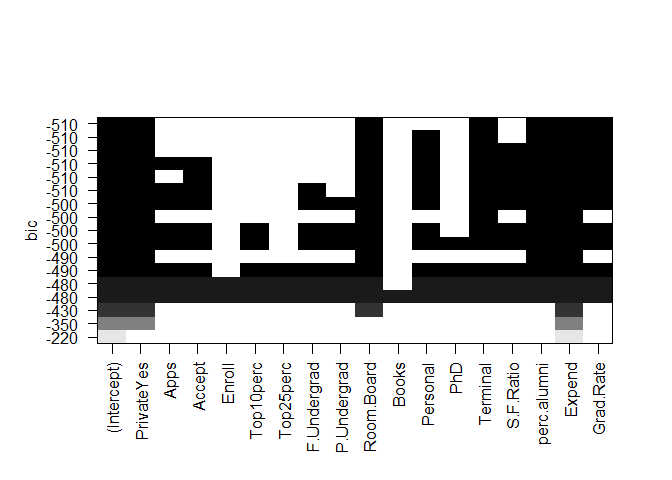 bic
-510
-510
-510
-510
-510
-510
-500
-500
-500
-500
-490
-490
-480
-480
-430
-350
-220
(Intercept)
PrivateYes
Apps
Accept
Enroll
Top10perc
Top25perc
F.Undergrad
P.Undergrad
Room.Board
Books
Personal
PhD
Terminal
S.F.Ratio
perc.alumni
Expend
Grad.Rate